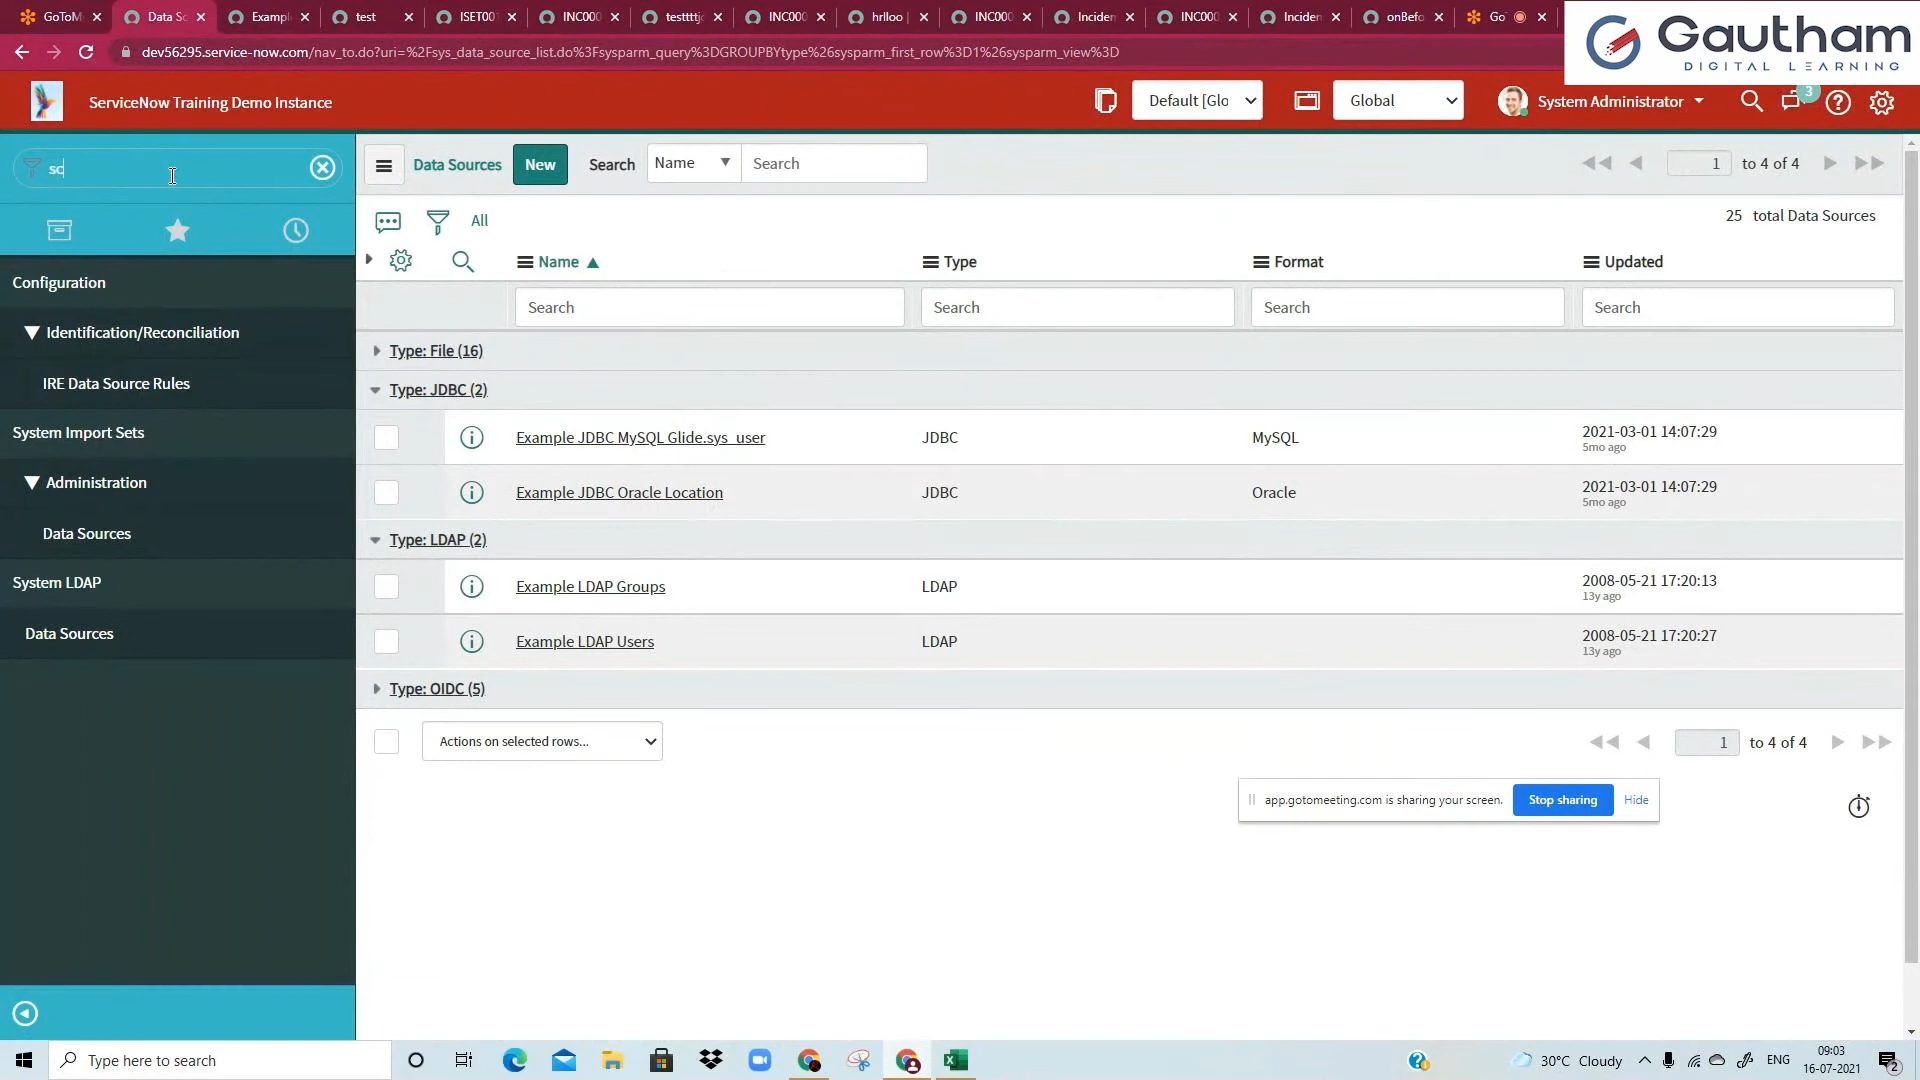 GoToM
Data Sc
Exampl
test
ISET001
INC000
testtttjc
INC000
hrlloo |
INC000
Inciden
INC000
Inciden
onBefo
Go
dev56295.service-now.com/nav_to.do?uri=%2Fsys_data_source_list.do%3Fsysparm_query%3DGROUPBYtype%26sysparm_first_row%3D1%26sysparm_view%3D
Gautham
DIGITAL LEARNING
ServiceNow Training Demo Instance
Default [Glo
Global
System Administrator
3
sc
Data Sources
New
Search
Name
Search
1 to 4 of 4
All
25 total Data Sources
Name
Type
Format
Updated
Search
Search
Search
Search
Configuration
Identification/Reconciliation
IRE Data Source Rules
System Import Sets
Administration
Data Sources
System LDAP
Data Sources
Type: File (16)
Type: JDBC (2)
Example JDBC MySQL Glide.sys_user
JDBC
MySQL
2021-03-01 14:07:29
5mo ago
Example JDBC Oracle Location
JDBC
Oracle
2021-03-01 14:07:29
5mo ago
Type: LDAP (2)
Example LDAP Groups
LDAP
2008-05-21 17:20:13
13y ago
Example LDAP Users
LDAP
2008-05-21 17:20:27
13y ago
Type: OIDC (5)
Actions on selected rows...
1 to 4 of 4
app.gotomeeting.com is sharing your screen.
Stop sharing
Hide
Type here to search
30°C Cloudy
ENG
09:03
16-07-2021
2